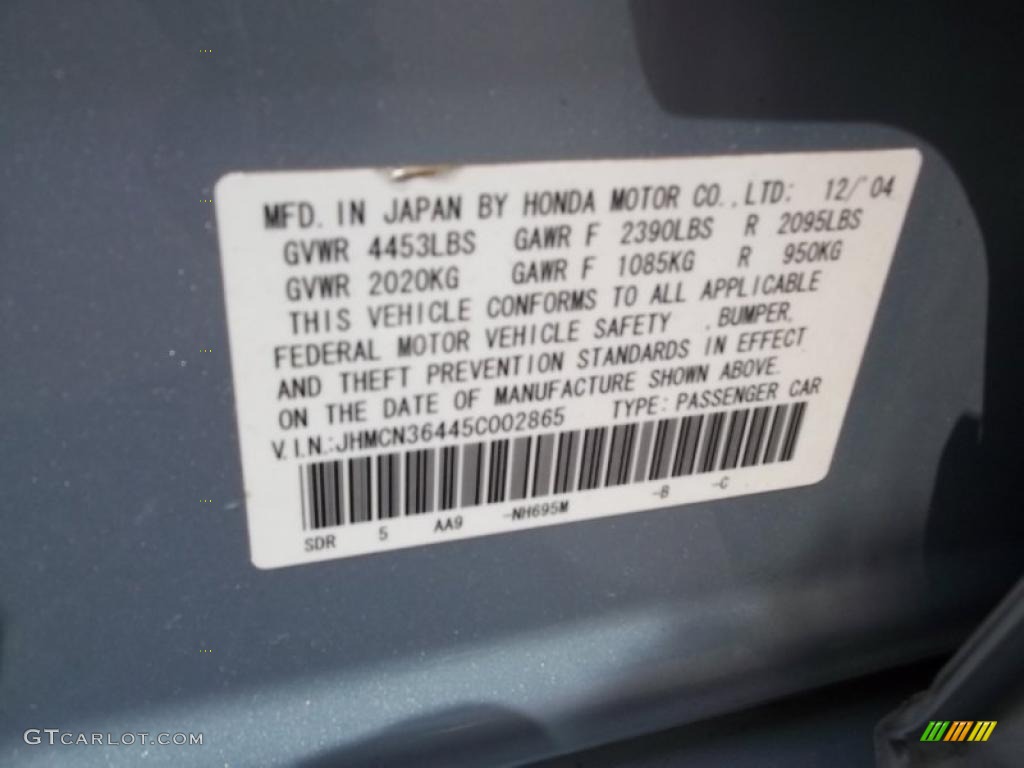 MFD. IN JAPAN BY HONDA MOTOR CO.,LTD: 12/'04
GVWR 4453LBS GAWR F 2390LBS R 2095LBS
GVWR 2020KG GAWR F 1085KG R 950KG
THIS VEHICLE CONFORMS TO ALL APPLICABLE
FEDERAL MOTOR VEHICLE SAFETY ,BUMPER,
AND THEFT PREVENTION STANDARDS IN EFFECT
ON THE DATE OF MANUFACTURE SHOWN ABOVE.
V.I.N.:JHMCN36445C002865 TYPE: PASSENGER CAR
SDR 5 AA9 -NH695M -B -C
GTCARLOT.COM